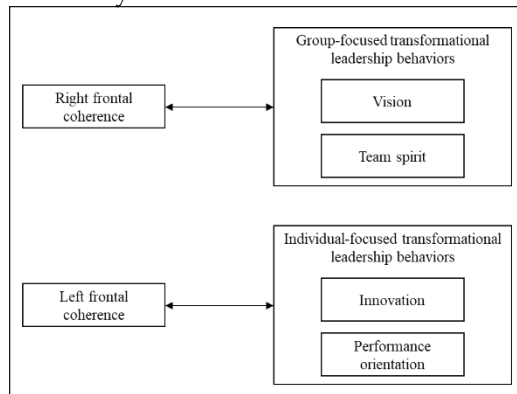 Group-focused transformational
leadership behaviors
Right frontal
coherence
Vision
Team spirit
Individual-focused transformational
leadership behaviors
Left frontal
coherence
Innovation
Performance
orientation